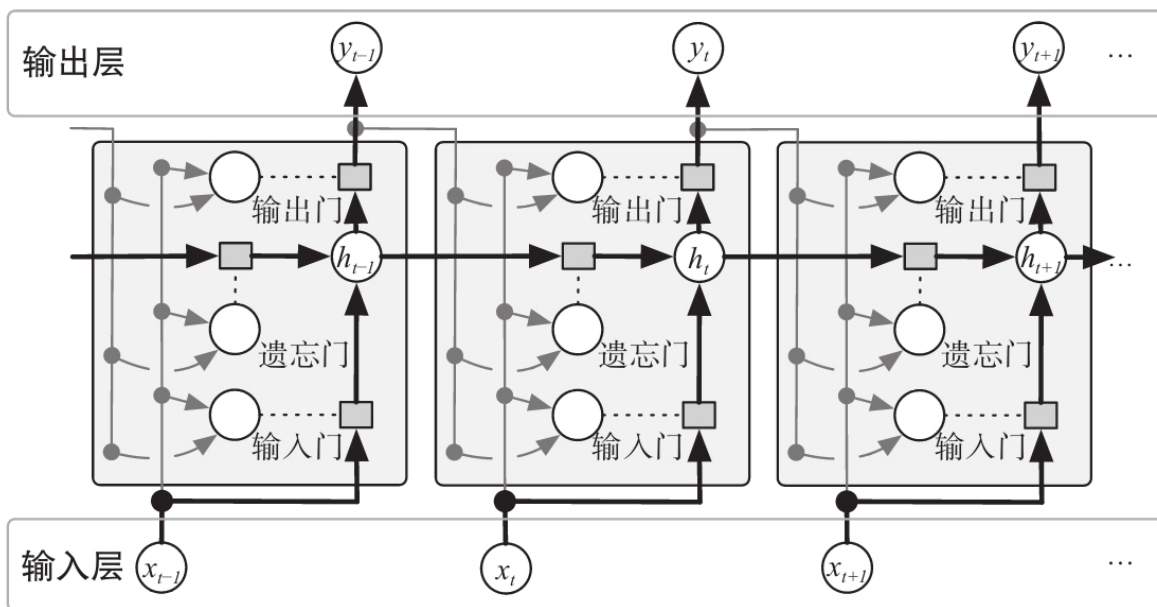 输出层 y_{t-1} y_t y_{t+1} ...
输出门 输出门 输出门
h_{t-1} h_t h_{t+1} ...
遗忘门 遗忘门 遗忘门
输入门 输入门 输入门
输入层 x_{t-1} x_t x_{t+1} ...